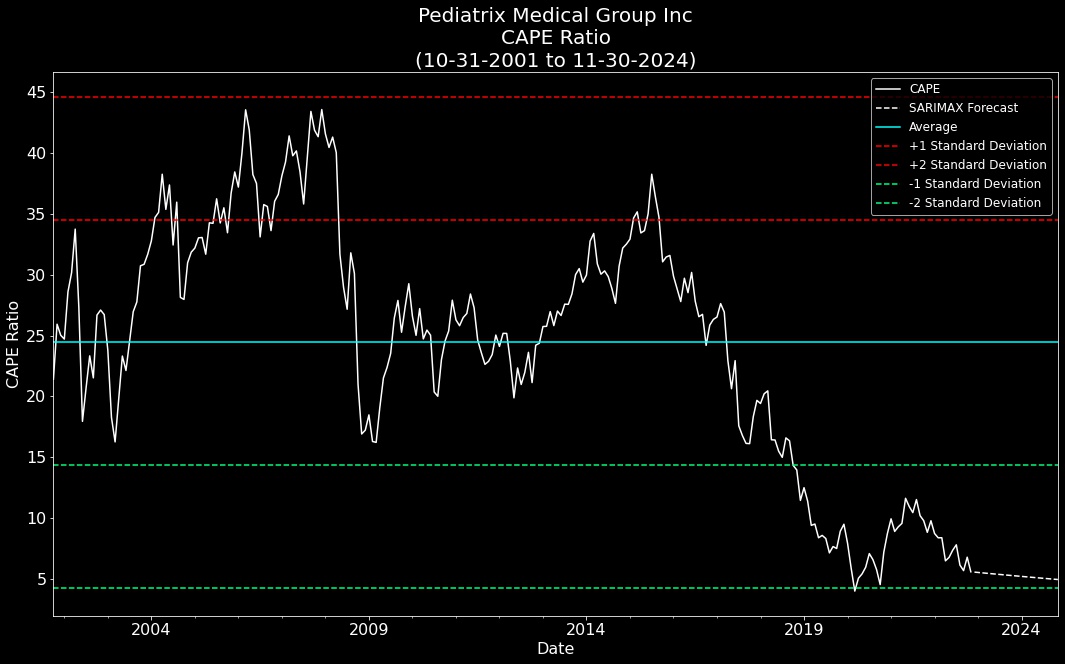 Pediatrix Medical Group Inc
CAPE Ratio
(10-31-2001 to 11-30-2024)
CAPE
SARIMAX Forecast
Average
+1 Standard Deviation
+2 Standard Deviation
-1 Standard Deviation
-2 Standard Deviation
CAPE Ratio
45
40
35
30
25
20
15
10
5
2004
2009
2014
2019
2024
Date